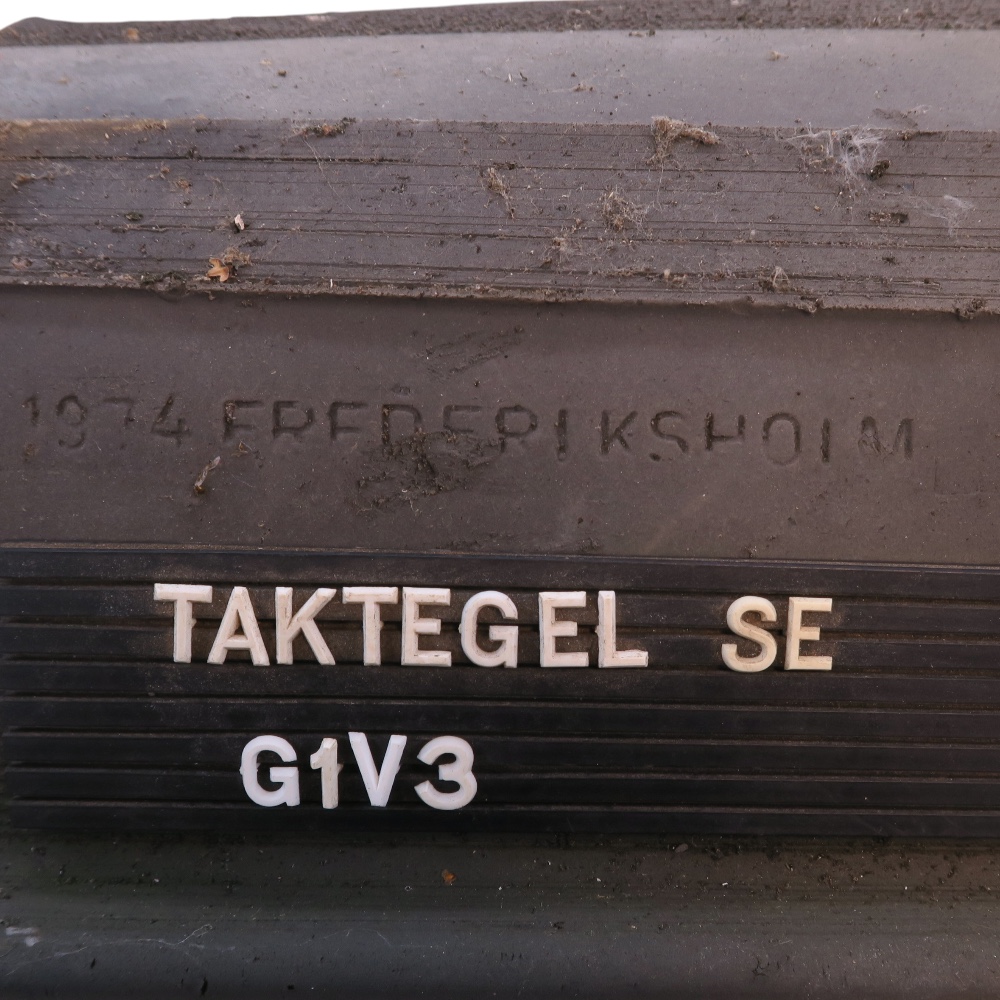 1974 FREDERIKSHOLM
TAKTEGEL SE
G1V3